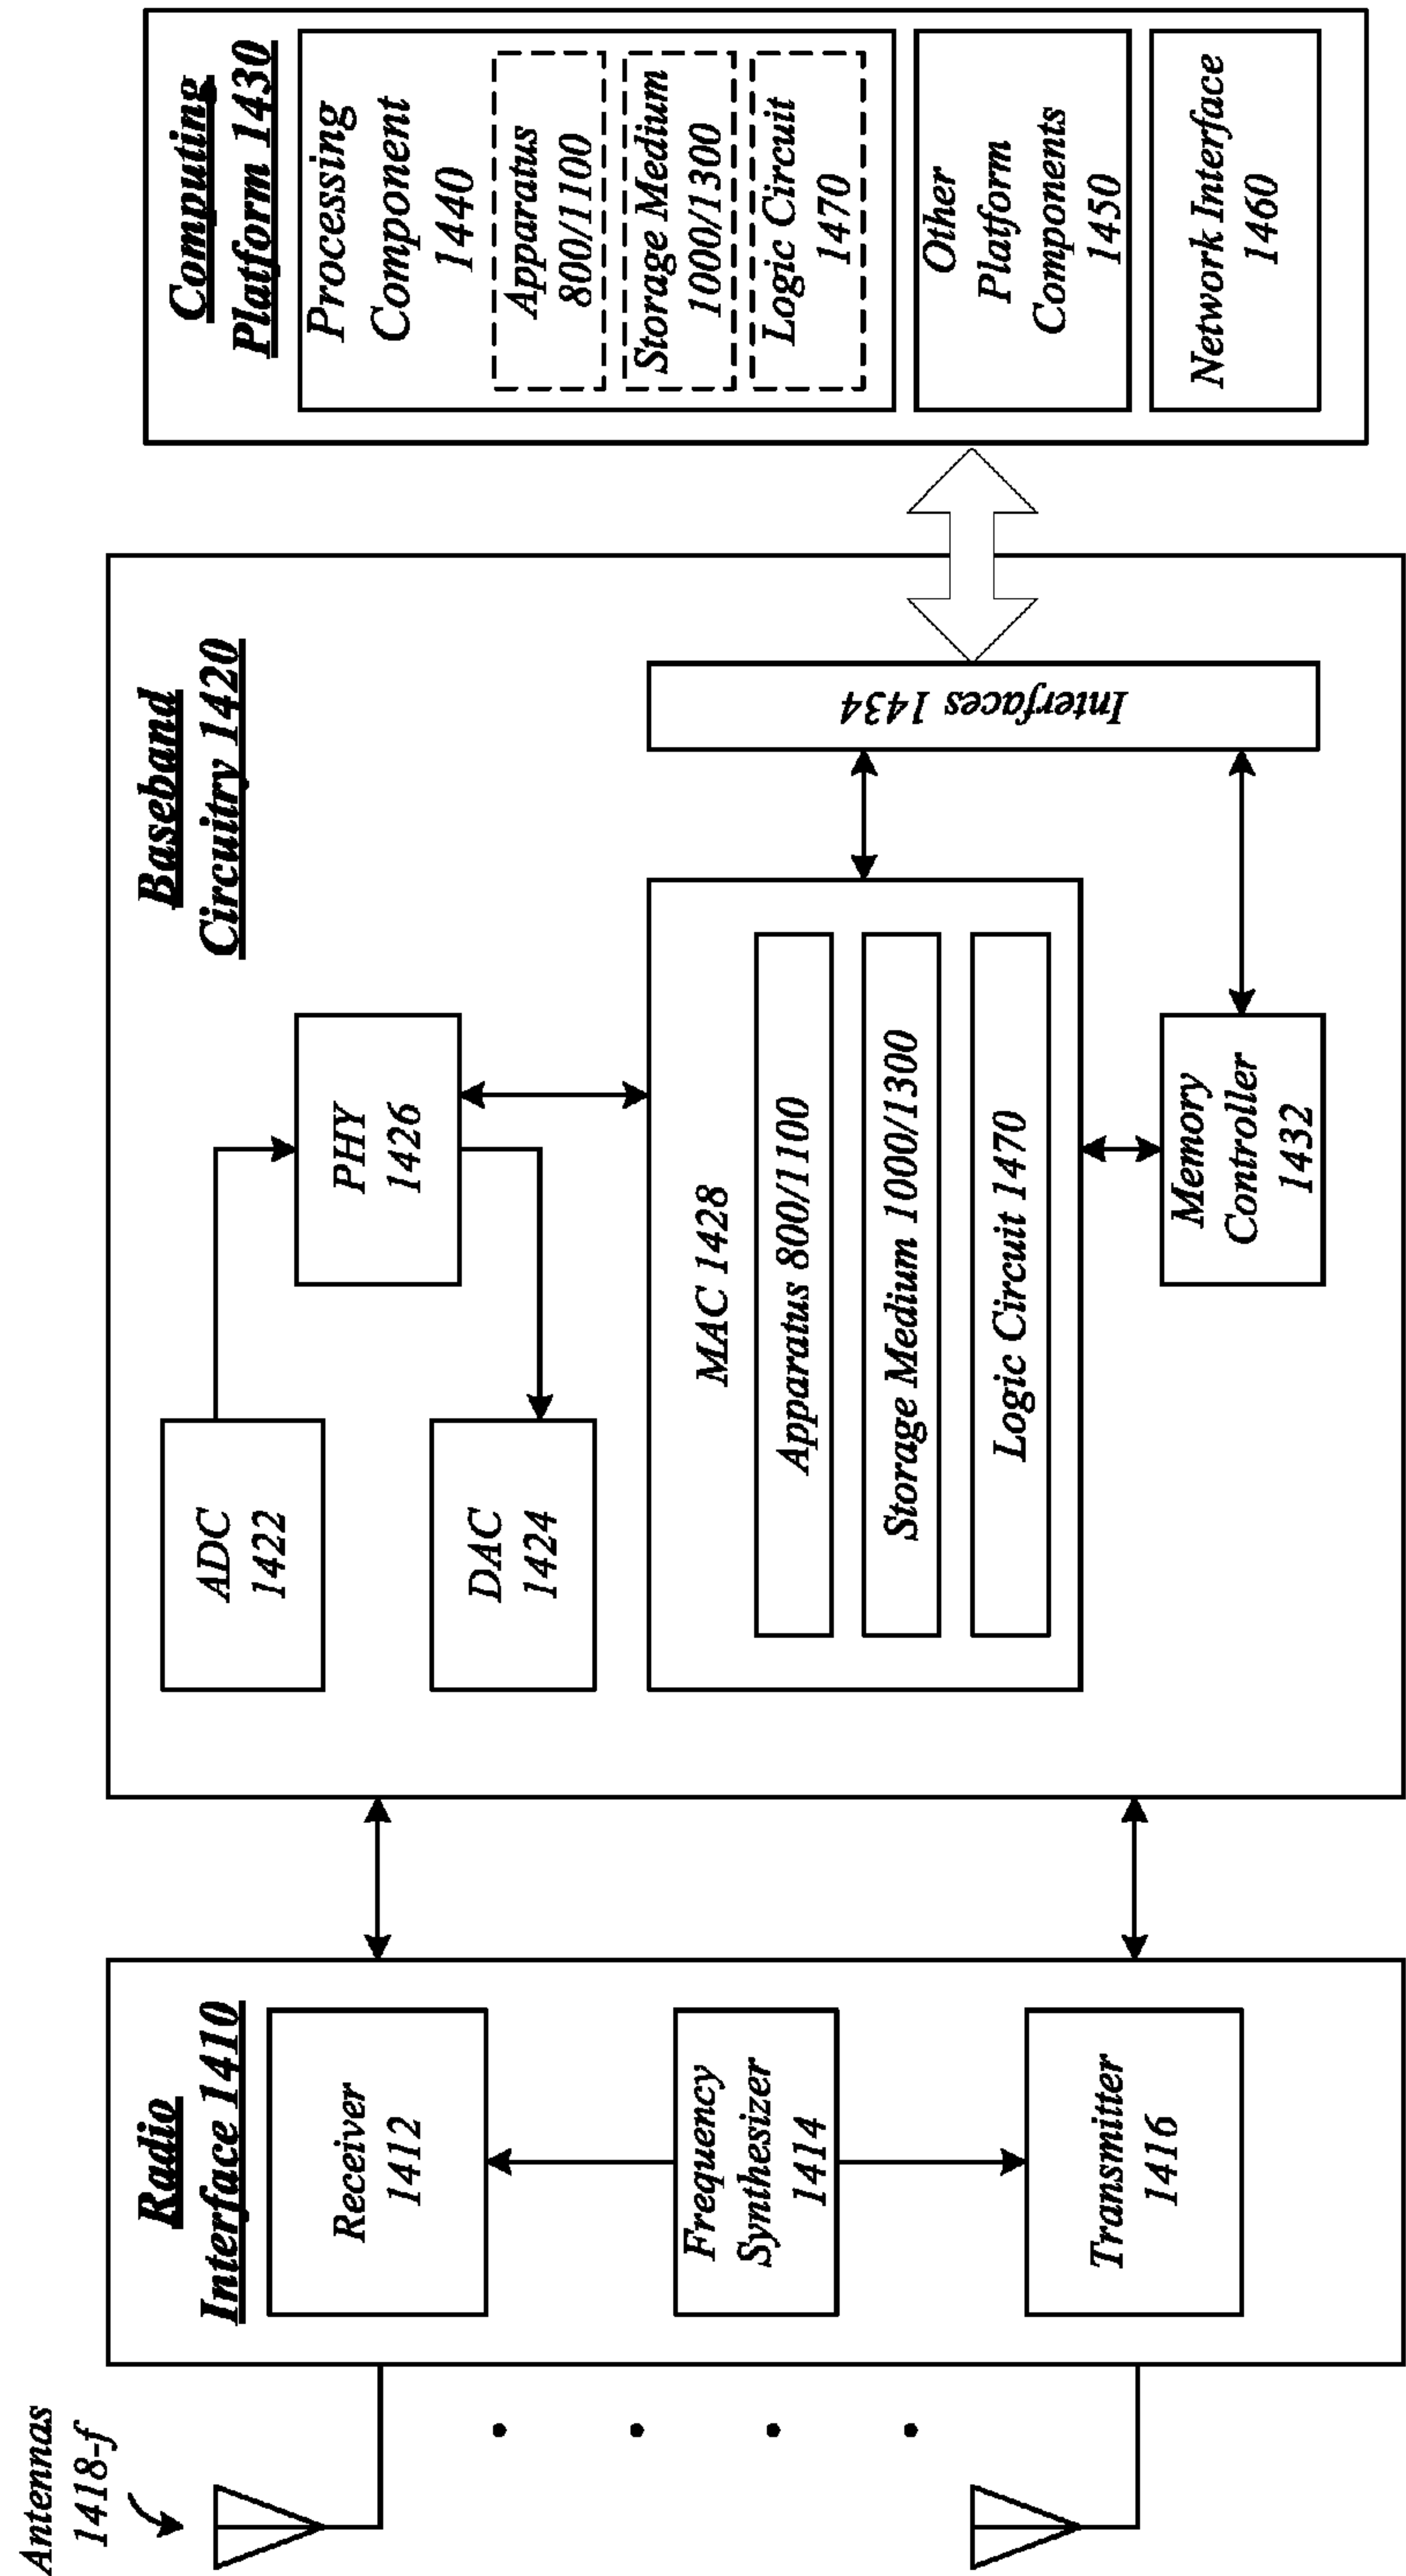 Antennas
1418-f
Radio
Interface 1410
Receiver
1412
Frequency
Synthesizer
1414
Transmitter
1416
Baseband
Circuitry 1420
ADC
1422
DAC
1424
PHY
1426
MAC 1428
Apparatus 800/1100
Storage Medium 1000/1300
Logic Circuit 1470
Memory
Controller
1432
Interfaces 1434
Computing
Platform 1430
Processing
Component
1440
Apparatus
800/1100
Storage Medium
1000/1300
Logic Circuit
1470
Other
Platform
Components
1450
Network Interface
1460